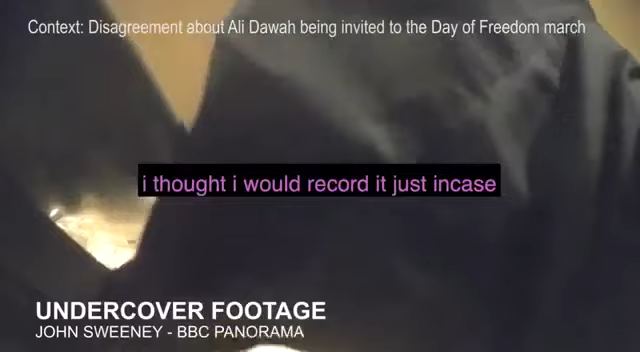 Context: Disagreement about Ali Dawah being invited to the Day of Freedom march
i thought i would record it just incase
UNDERCOVER FOOTAGE
JOHN SWEENEY - BBC PANORAMA